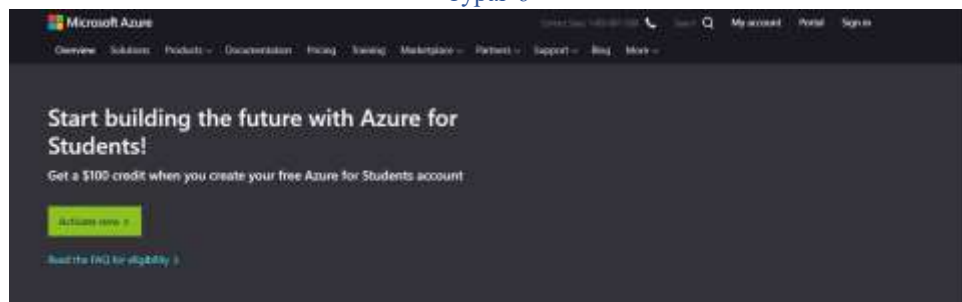 Microsoft Azure
My account Portal Sign in
Overview Solutions Products Documentation Pricing Training Marketplace Partners Support Blog More
Start building the future with Azure for
Students!
Get a $100 credit when you create your free Azure for Students account
Activate now >
Read the FAQ for eligibility >